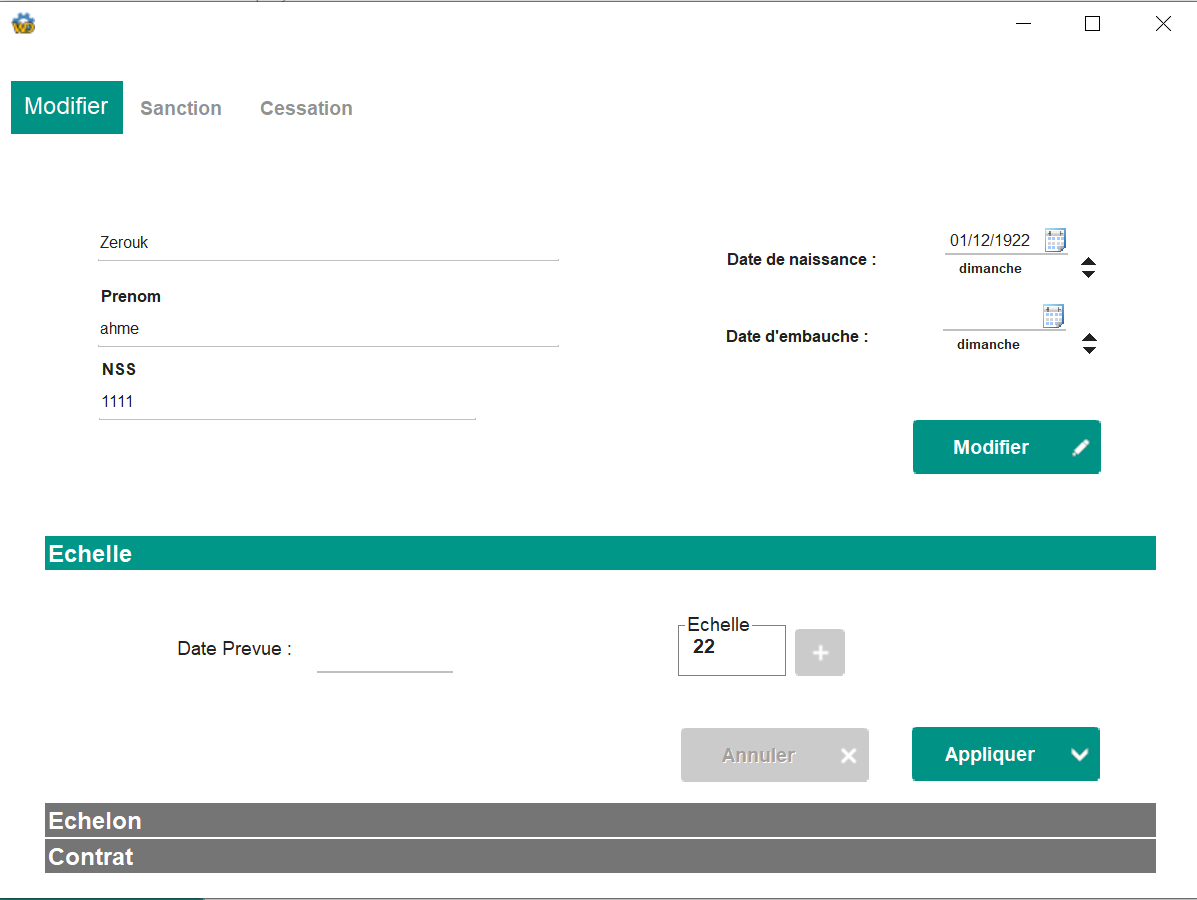 WD
Modifier Sanction Cessation
Zerouk
Prenom
ahme
NSS
1111
Date de naissance :
01/12/1922
dimanche
Date d'embauche :
dimanche
Modifier
Echelle
Date Prevue :
Echelle
22
Annuler
Appliquer
Echelon
Contrat